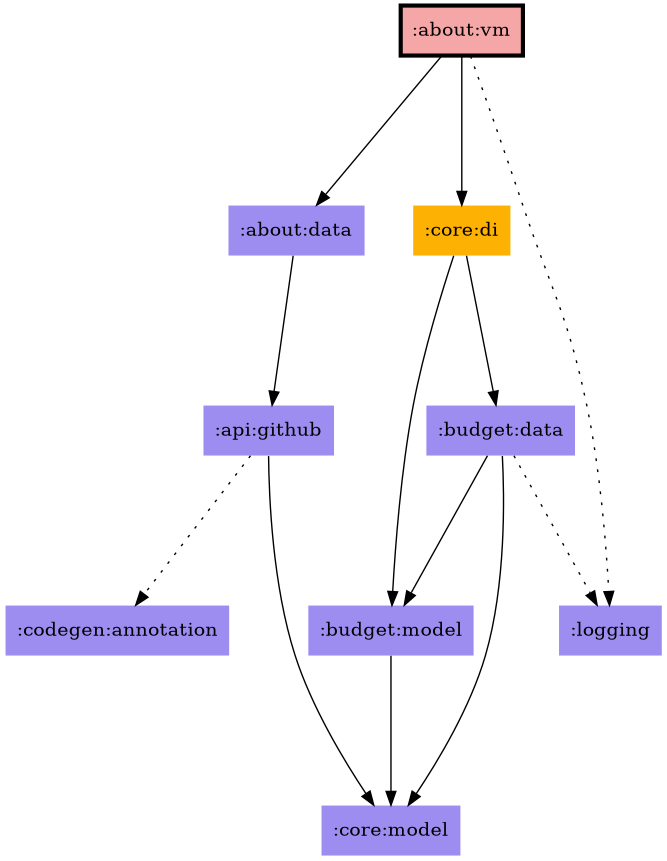 :about:vm
:about:data
:core:di
:api:github
:budget:data
:codegen:annotation
:budget:model
:logging
:core:model